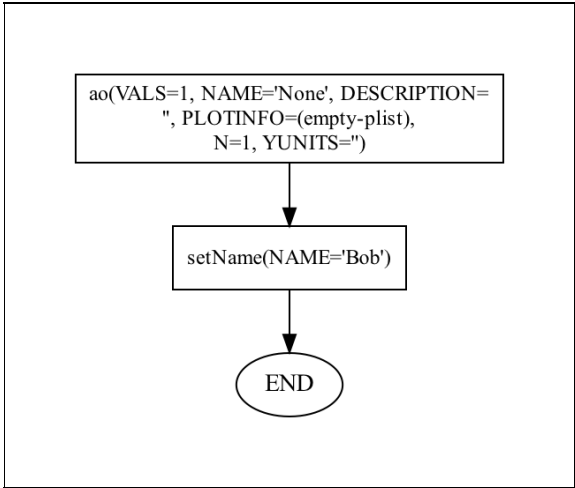 ao(VALS=1, NAME='None', DESCRIPTION=
'', PLOTINFO=(empty-plist),
N=1, YUNITS='')
setName(NAME='Bob')
END